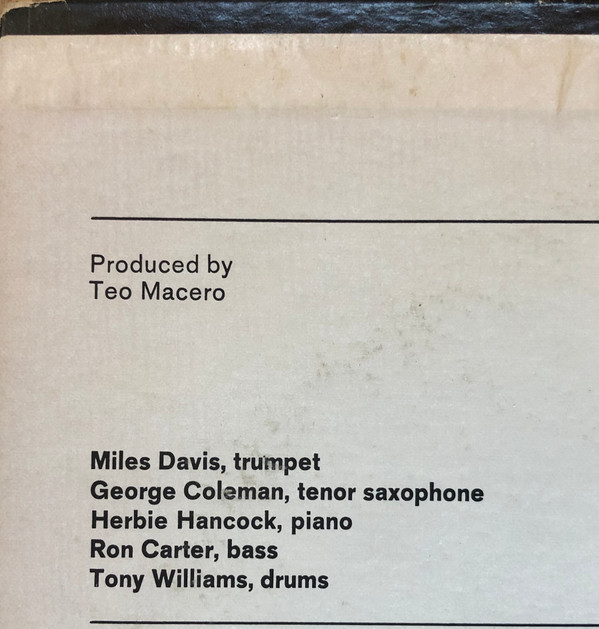 Produced by
Teo Macero
Miles Davis, trumpet
George Coleman, tenor saxophone
Herbie Hancock, piano
Ron Carter, bass
Tony Williams, drums